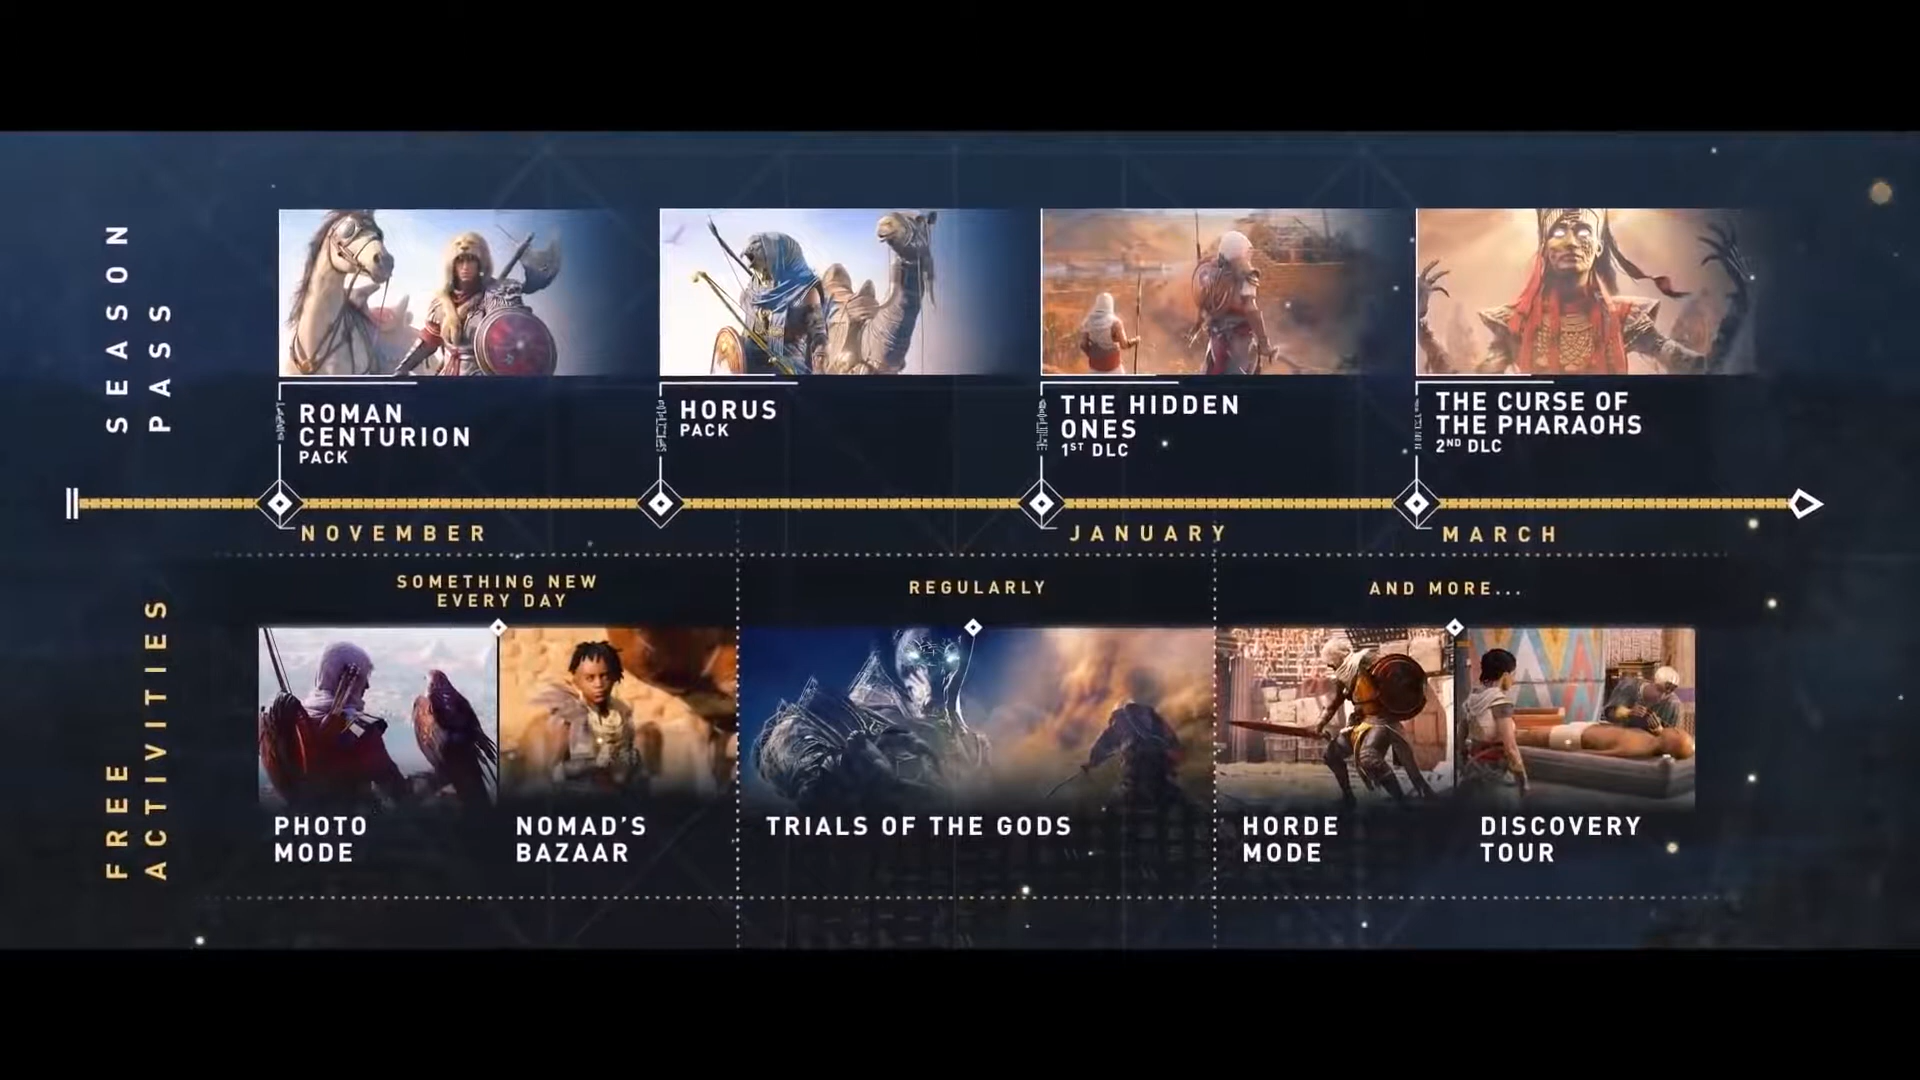 SEASON
PASS
ROMAN
CENTURION
PACK
HORUS
PACK
THE HIDDEN
ONES
1ST DLC
THE CURSE OF
THE PHARAOHS
2ND DLC
NOVEMBER
JANUARY
MARCH
FREE
ACTIVITIES
SOMETHING NEW
EVERY DAY
REGULARLY
AND MORE...
PHOTO
MODE
NOMAD'S
BAZAAR
TRIALS OF THE GODS
HORDE
MODE
DISCOVERY
TOUR